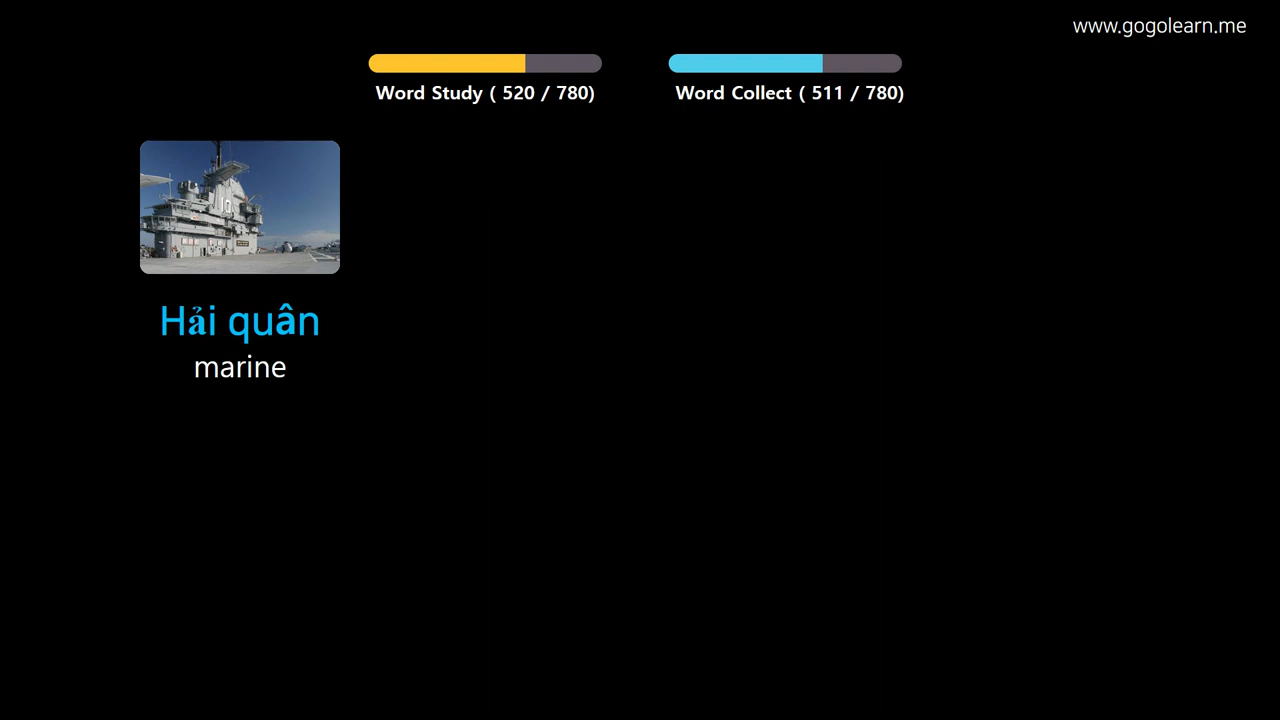 www.gogolearn.me
Word Study ( 520 / 780)
Word Collect ( 511 / 780)
Hải quân
marine